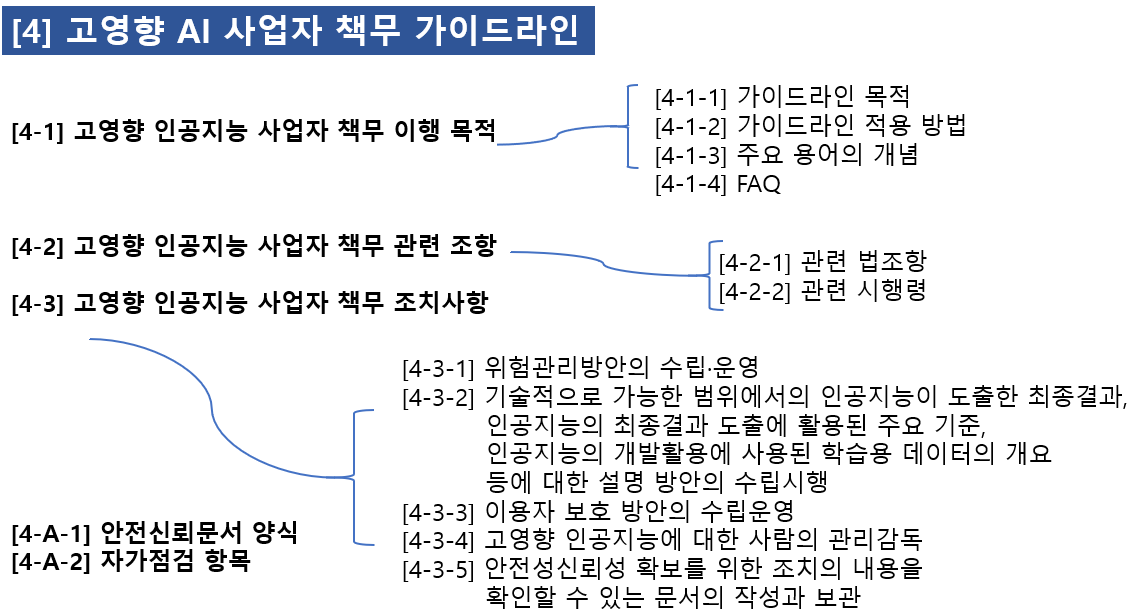 [4] 고영향 AI 사업자 책무 가이드라인
[4-1] 고영향 인공지능 사업자 책무 이행 목적
[4-1-1] 가이드라인 목적
[4-1-2] 가이드라인 적용 방법
[4-1-3] 주요 용어의 개념
[4-1-4] FAQ
[4-2] 고영향 인공지능 사업자 책무 관련 조항
[4-2-1] 관련 법조항
[4-2-2] 관련 시행령
[4-3] 고영향 인공지능 사업자 책무 조치사항
[4-3-1] 위험관리방안의 수립·운영
[4-3-2] 기술적으로 가능한 범위에서의 인공지능이 도출한 최종결과,
인공지능의 최종결과 도출에 활용된 주요 기준,
인공지능의 개발활용에 사용된 학습용 데이터의 개요
등에 대한 설명 방안의 수립시행
[4-3-3] 이용자 보호 방안의 수립운영
[4-3-4] 고영향 인공지능에 대한 사람의 관리감독
[4-3-5] 안전성신뢰성 확보를 위한 조치의 내용을
확인할 수 있는 문서의 작성과 보관
[4-A-1] 안전신뢰문서 양식
[4-A-2] 자가점검 항목